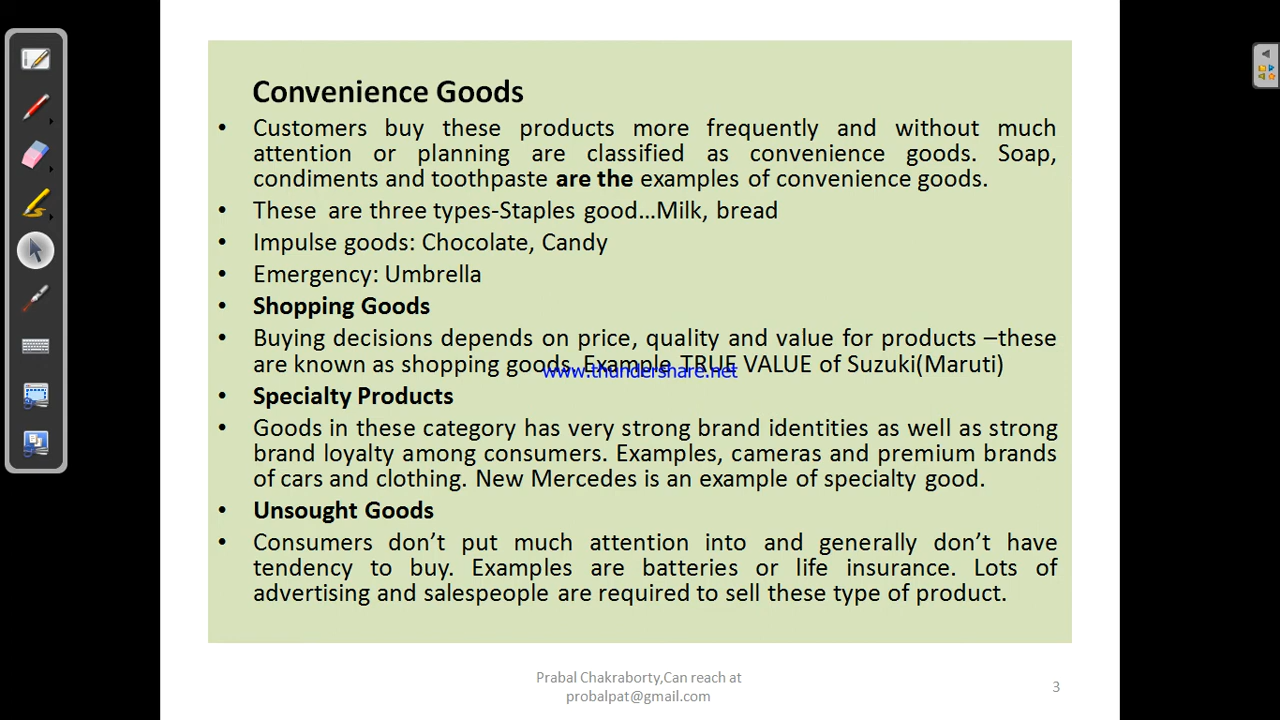 Convenience Goods
• Customers buy these products more frequently and without much
attention or planning are classified as convenience goods. Soap,
condiments and toothpaste are the examples of convenience goods.
• These are three types-Staples good...Milk, bread
• Impulse goods: Chocolate, Candy
• Emergency: Umbrella
• Shopping Goods
• Buying decisions depends on price, quality and value for products –these
are known as shopping goods. Example TRUE VALUE of Suzuki(Maruti)
www.thundershare.net
• Specialty Products
• Goods in these category has very strong brand identities as well as strong
brand loyalty among consumers. Examples, cameras and premium brands
of cars and clothing. New Mercedes is an example of specialty good.
• Unsought Goods
• Consumers don’t put much attention into and generally don’t have
tendency to buy. Examples are batteries or life insurance. Lots of
advertising and salespeople are required to sell these type of product.
Prabal Chakraborty,Can reach at
probalpat@gmail.com
3